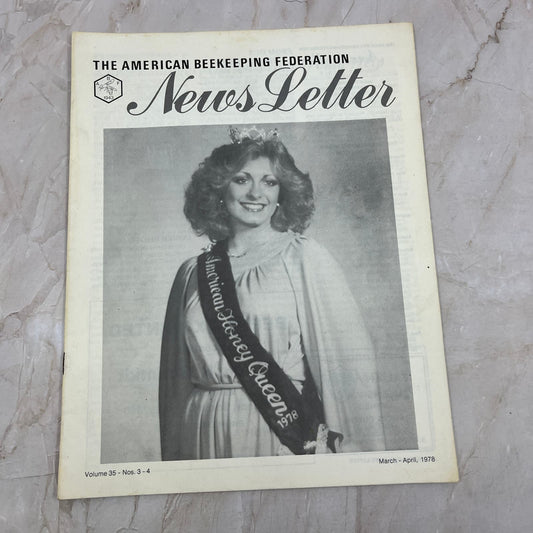 THE AMERICAN BEEKEEPING FEDERATION
News Letter
American Honey Queen
1978
Volume 35 - Nos. 3 - 4
March - April, 1978